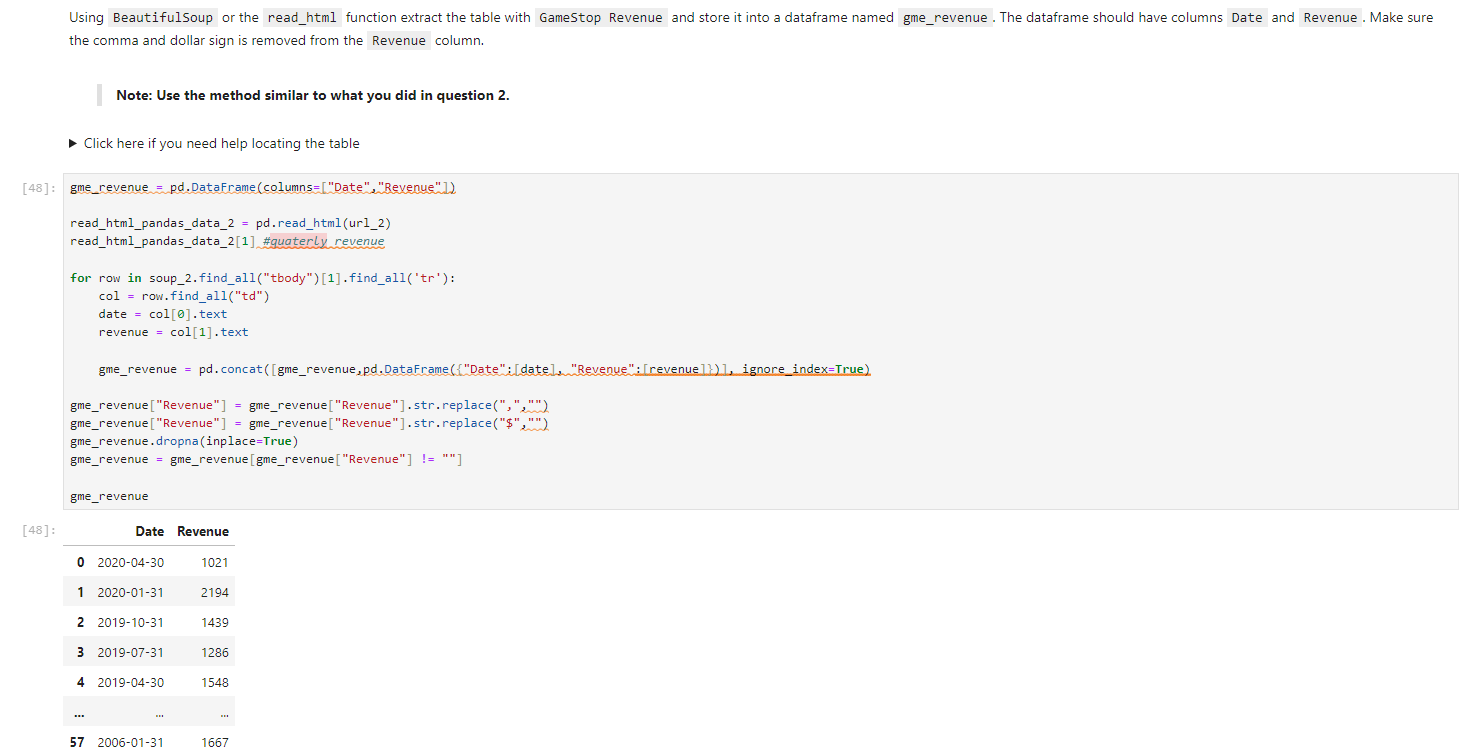 Using BeautifulSoup or the read_html function extract the table with GameStop Revenue and store it into a dataframe named gme_revenue. The dataframe should have columns Date and Revenue. Make sure
the comma and dollar sign is removed from the Revenue column.
Note: Use the method similar to what you did in question 2.
▶ Click here if you need help locating the table
[48]: gme_revenue = pd.DataFrame(columns=["Date","Revenue"])
read_html_pandas_data_2 = pd.read_html(url_2)
read_html_pandas_data_2[1] #quaterly revenue
for row in soup_2.find_all("tbody")[1].find_all('tr'):
    col = row.find_all("td")
    date = col[0].text
    revenue = col[1].text
    gme_revenue = pd.concat([gme_revenue,pd.DataFrame({"Date":[date], "Revenue":[revenue]})], ignore_index=True)
gme_revenue["Revenue"] = gme_revenue["Revenue"].str.replace(",","")
gme_revenue["Revenue"] = gme_revenue["Revenue"].str.replace("$","")
gme_revenue.dropna(inplace=True)
gme_revenue = gme_revenue[gme_revenue["Revenue"] != ""]
gme_revenue
[48]: Date Revenue
0 2020-04-30 1021
1 2020-01-31 2194
2 2019-10-31 1439
3 2019-07-31 1286
4 2019-04-30 1548
... ... ...
57 2006-01-31 1667